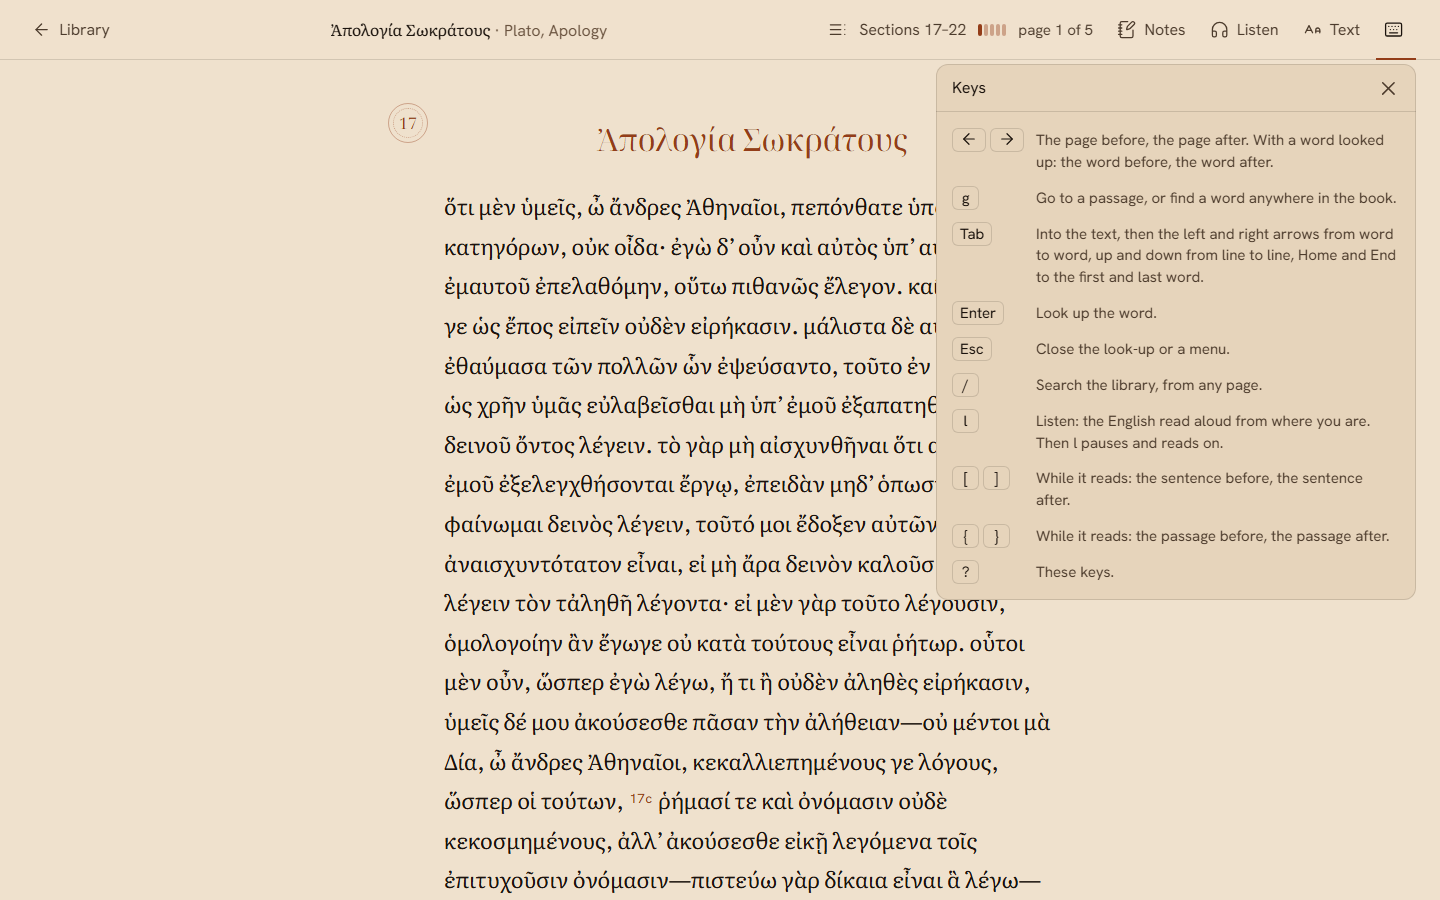 Library
Ἀπολογία Σωκράτους · Plato, Apology
Sections 17–22
page 1 of 5
Notes
Listen
Text
17
Ἀπολογία Σωκράτους
ὅτι μὲν ὑμεῖς, ὦ ἄνδρες Ἀθηναῖοι, πεπόνθατε ὑπ
κατηγόρων, οὐκ οἶδα· ἐγὼ δ’ οὖν καὶ αὐτὸς ὑπ’ αὐ
ἐμαυτοῦ ἐπελαθόμην, οὕτω πιθανῶς ἔλεγον. καί
γε ὡς ἔπος εἰπεῖν οὐδὲν εἰρήκασιν. μάλιστα δὲ αὐ
ἐθαύμασα τῶν πολλῶν ὧν ἐψεύσαντο, τοῦτο ἐν
ὡς χρῆν ὑμᾶς εὐλαβεῖσθαι μὴ ὑπ’ ἐμοῦ ἐξαπατηθ
δεινοῦ ὄντος λέγειν. τὸ γὰρ μὴ αἰσχυνθῆναι ὅτι α
ἐμοῦ ἐξελεγχθήσονται ἔργῳ, ἐπειδὰν μηδ’ ὁπωσ
φαίνωμαι δεινὸς λέγειν, τοῦτό μοι ἔδοξεν αὐτῶν
ἀναισχυντότατον εἶναι, εἰ μὴ ἄρα δεινὸν καλοῦσ
λέγειν τὸν τἀληθῆ λέγοντα· εἰ μὲν γὰρ τοῦτο λέγουσιν,
ὁμολογοίην ἂν ἔγωγε οὐ κατὰ τούτους εἶναι ῥήτωρ. οὗτοι
μὲν οὖν, ὥσπερ ἐγὼ λέγω, ἤ τι ἢ οὐδὲν ἀληθὲς εἰρήκασιν,
ὑμεῖς δέ μου ἀκούσεσθε πᾶσαν τὴν ἀλήθειαν—οὐ μέντοι μὰ
Δία, ὦ ἄνδρες Ἀθηναῖοι, κεκαλλιεπημένους γε λόγους,
ὥσπερ οἱ τούτων, 17c ῥήμασί τε καὶ ὀνόμασιν οὐδὲ
κεκοσμημένους, ἀλλ’ ἀκούσεσθε εἰκῇ λεγόμενα τοῖς
ἐπιτυχοῦσιν ὀνόμασιν—πιστεύω γὰρ δίκαια εἶναι ἃ λέγω—
Keys
← → The page before, the page after. With a word looked
up: the word before, the word after.
g Go to a passage, or find a word anywhere in the book.
Tab Into the text, then the left and right arrows from word
to word, up and down from line to line, Home and End
to the first and last word.
Enter Look up the word.
Esc Close the look-up or a menu.
/ Search the library, from any page.
l Listen: the English read aloud from where you are.
Then l pauses and reads on.
[ ] While it reads: the sentence before, the sentence
after.
{ } While it reads: the passage before, the passage after.
? These keys.